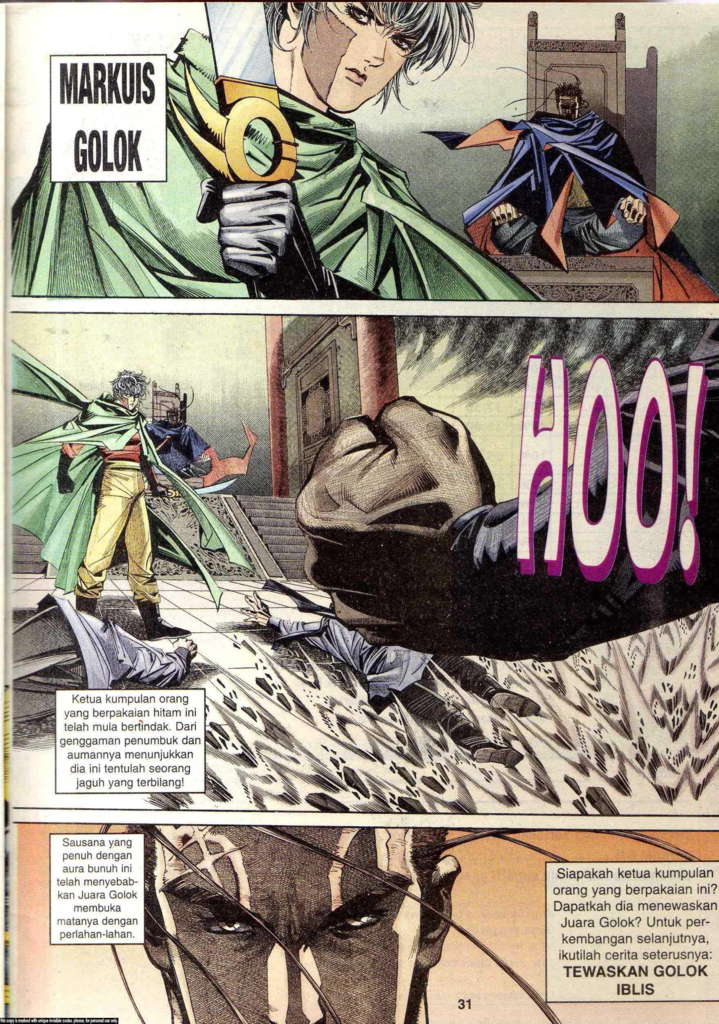 MARKUIS
GOLOK
HOO!
Ketua kumpulan orang
yang berpakaian hitam ini
telah mula bertindak. Dari
genggaman penumbuk dan
aumannya menunjukkan
dia ini tentulah seorang
jaguh yang terbilang!
Sausana yang
penuh dengan
aura bunuh ini
telah menyebab-
kan Juara Golok
membuka
matanya dengan
perlahan-lahan.
Siapakah ketua kumpulan
orang yang berpakaian ini?
Dapatkah dia menewaskan
Juara Golok? Untuk per-
kembangan selanjutnya,
ikutilah cerita seterusnya:
TEWASKAN GOLOK
IBLIS
31